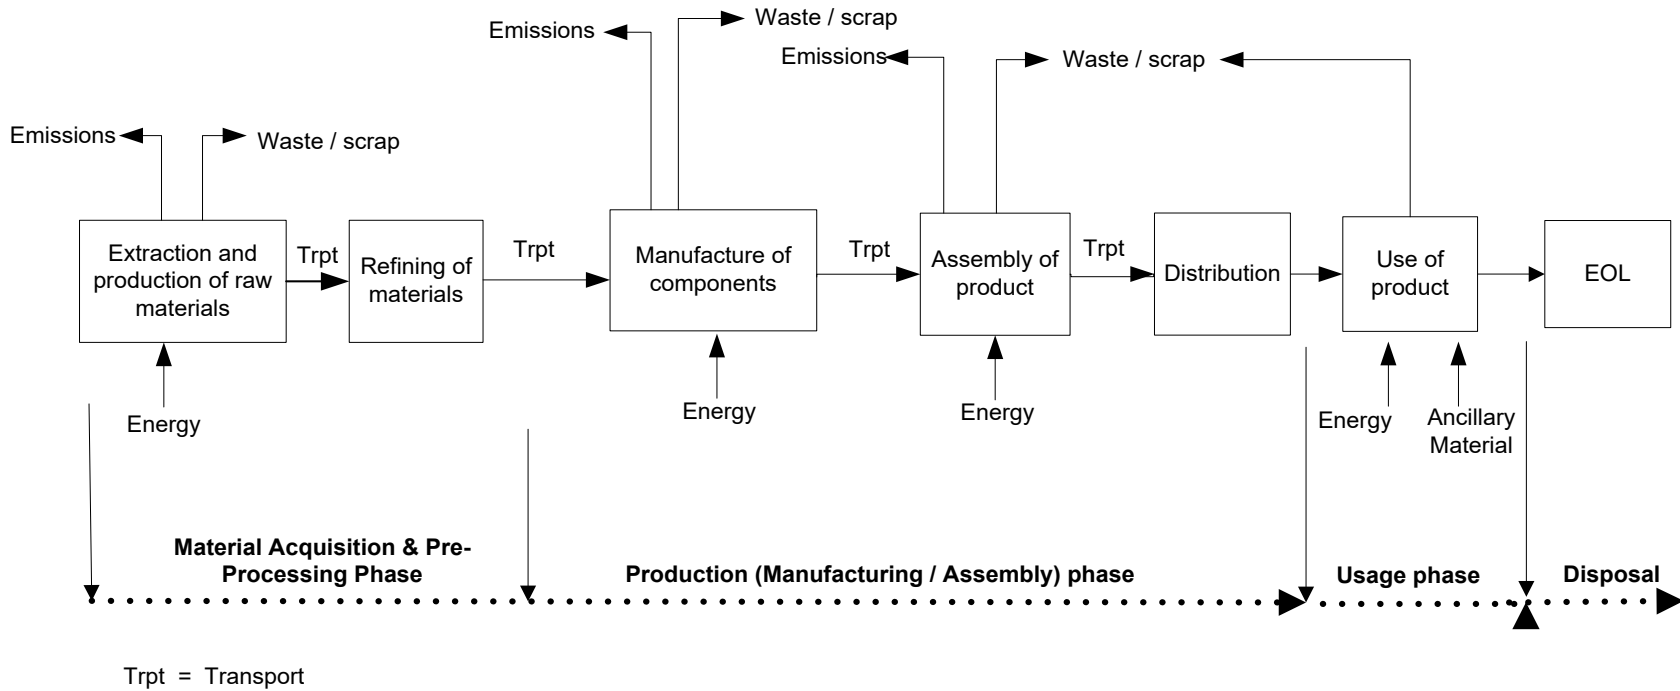 Emissions
Waste / scrap
Emissions
Waste / scrap
Emissions
Waste / scrap
Extraction and
production of raw
materials
Trpt
Refining of
materials
Trpt
Manufacture of
components
Trpt
Assembly of
product
Trpt
Distribution
Use of
product
EOL
Energy
Energy
Energy
Energy
Ancillary
Material
Material Acquisition & Pre-
Processing Phase
Production (Manufacturing / Assembly) phase
Usage phase
Disposal
Trpt = Transport